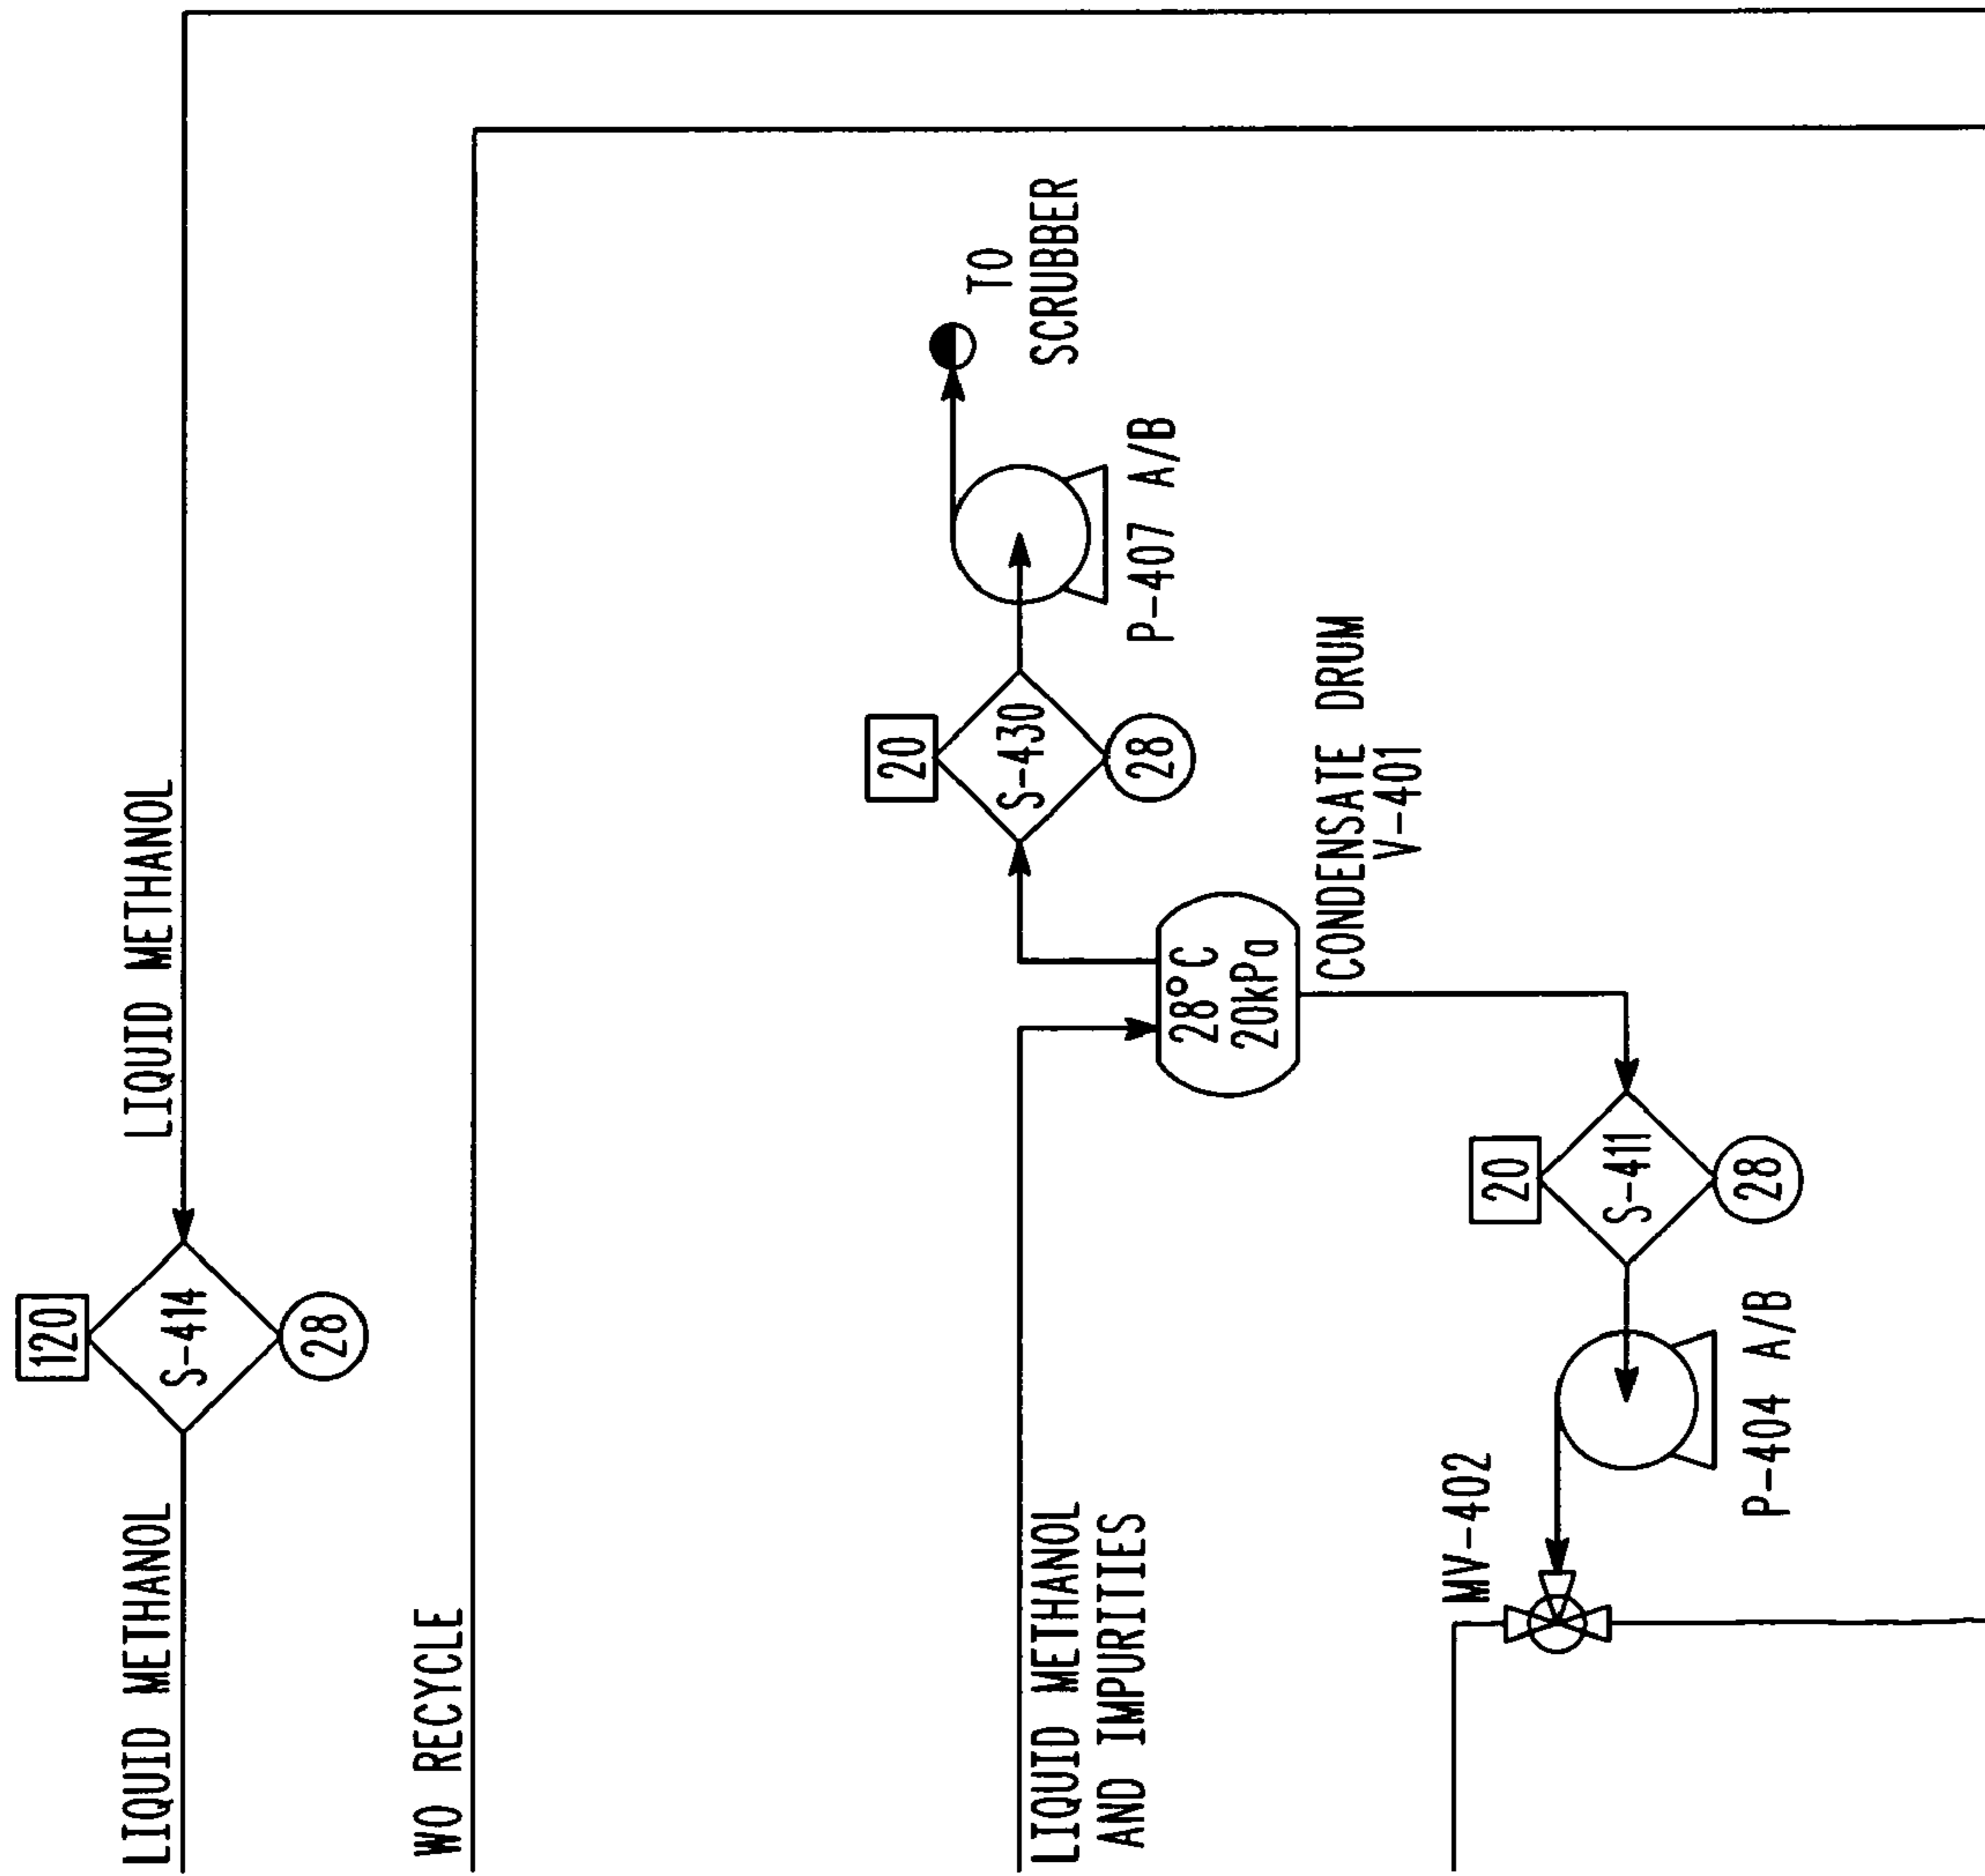 LIQUID METHANOL
120
S-414
28
LIQUID METHANOL
WO RECYCLE
TO
SCRUBBER
20
S-430
28
P-407 A/B
LIQUID METHANOL
AND IMPURITIES
28°C
20kPa
CONDENSATE DRUM
V-401
MV-402
20
S-411
28
P-404 A/B